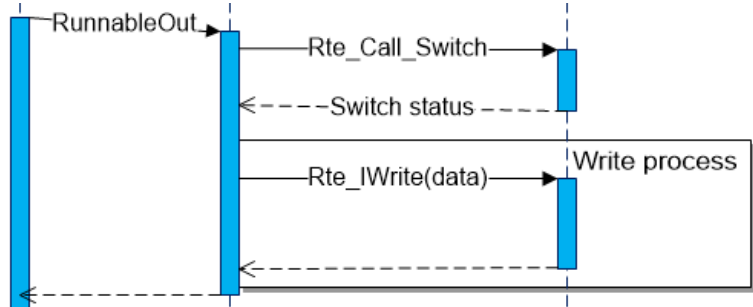 RunnableOut
Rte_Call_Switch
Switch status
Write process
Rte_IWrite(data)